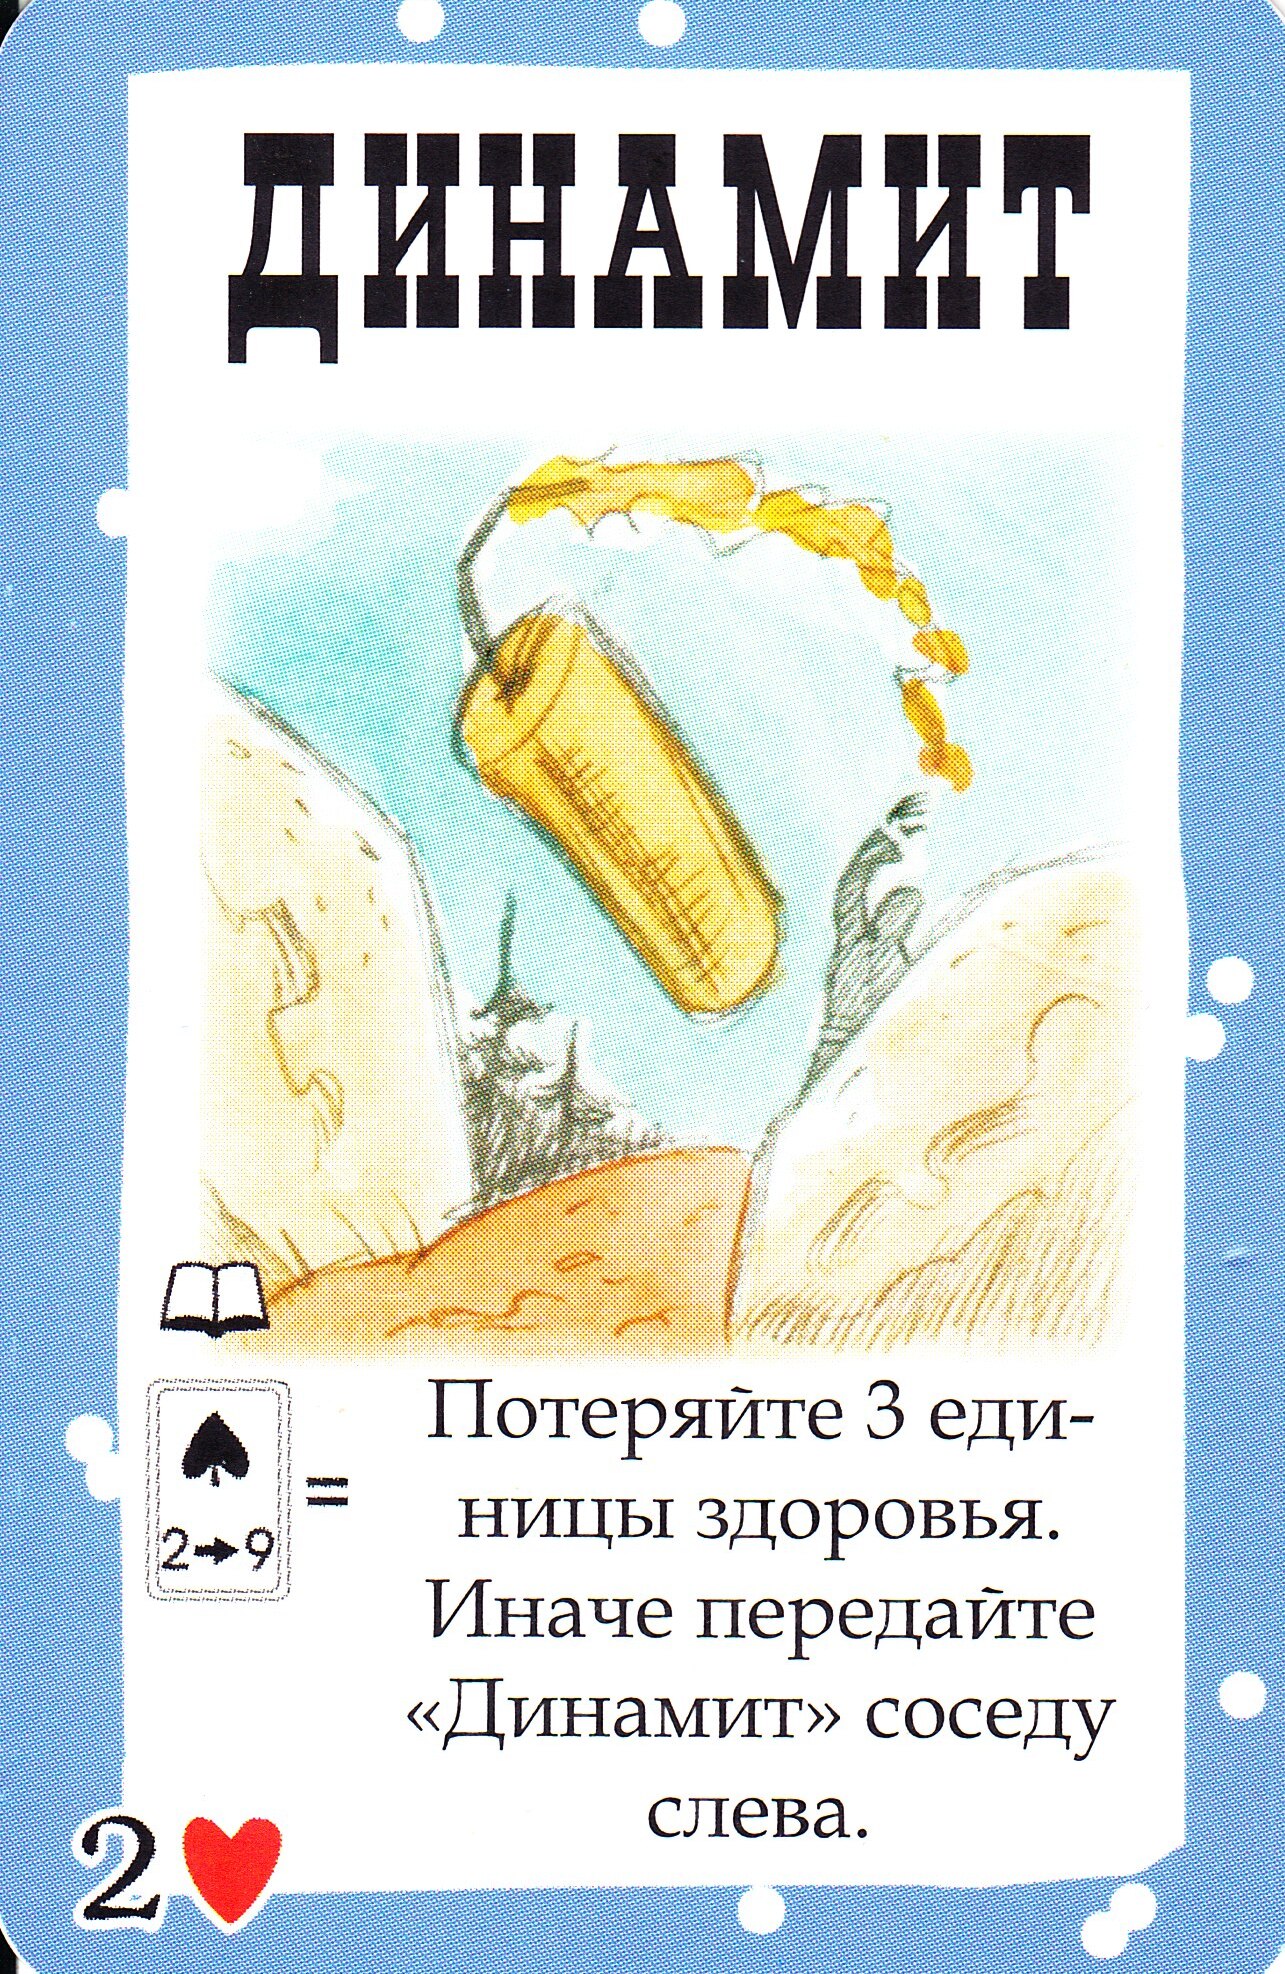 ДИНАМИТ
Потеряйте 3 еди-
ницы здоровья.
Иначе передайте
«Динамит» соседу
слева.
2→9
=
2